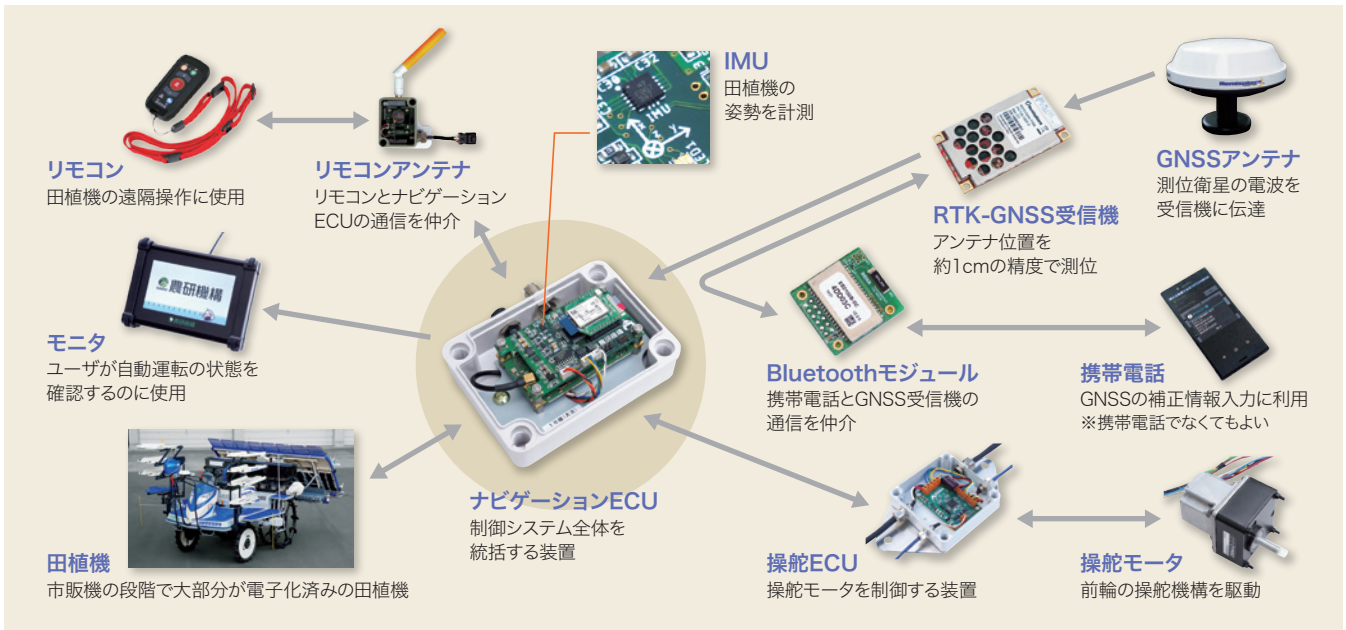 IMU
田植機の
姿勢を計測
リモコン
田植機の遠隔操作に使用
リモコンアンテナ
リモコンとナビゲーション
ECUの通信を仲介
GNSSアンテナ
測位衛星の電波を
受信機に伝達
RTK-GNSS受信機
アンテナ位置を
約1cmの精度で測位
農研機構
モニタ
ユーザが自動運転の状態を
確認するのに使用
Bluetoothモジュール
携帯電話とGNSS受信機の
通信を仲介
携帯電話
GNSSの補正情報入力に利用
※携帯電話でなくてもよい
ナビゲーションECU
制御システム全体を
統括する装置
田植機
市販機の段階で大部分が電子化済みの田植機
操舵ECU
操舵モータを制御する装置
操舵モータ
前輪の操舵機構を駆動
C32
C30
IMU